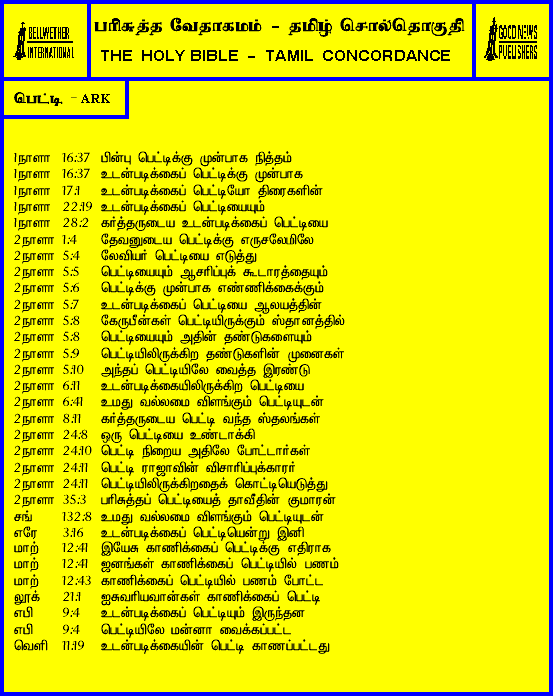 BELLWETHER
INTERNATIONAL
பரிசுத்த வேதாகமம் - தமிழ் சொல்தொகுதி
THE HOLY BIBLE - TAMIL CONCORDANCE
GOOD NEWS
PUBLISHERS
பெட்டி - ARK
1நாளா 16:37 பின்பு பெட்டிக்கு முன்பாக நித்தம்
1நாளா 16:37 உடன்படிக்கைப் பெட்டிக்கு முன்பாக
1நாளா 17:1 உடன்படிக்கைப் பெட்டியோ திரைகளின்
1நாளா 22:19 உடன்படிக்கைப் பெட்டியையும்
1நாளா 28:2 கர்த்தருடைய உடன்படிக்கைப் பெட்டியை
2நாளா 1:4 தேவனுடைய பெட்டிக்கு எருசலேமிலே
2நாளா 5:4 லேவியர் பெட்டியை எடுத்து
2நாளா 5:5 பெட்டியையும் ஆசரிப்புக் கூடாரத்தையும்
2நாளா 5:6 பெட்டிக்கு முன்பாக எண்ணிக்கைக்கும்
2நாளா 5:7 உடன்படிக்கைப் பெட்டியை ஆலயத்தின்
2நாளா 5:8 கேருபீன்கள் பெட்டியிருக்கும் ஸ்தானத்தில்
2நாளா 5:8 பெட்டியையும் அதின் தண்டுகளையும்
2நாளா 5:9 பெட்டியிலிருக்கிற தண்டுகளின் முனைகள்
2நாளா 5:10 அந்தப் பெட்டியிலே வைத்த இரண்டு
2நாளா 6:11 உடன்படிக்கையிலிருக்கிற பெட்டியை
2நாளா 6:41 உமது வல்லமை விளங்கும் பெட்டியுடன்
2நாளா 8:11 கர்த்தருடைய பெட்டி வந்த ஸ்தலங்கள்
2நாளா 24:8 ஒரு பெட்டியை உண்டாக்கி
2நாளா 24:10 பெட்டி நிறைய அதிலே போட்டார்கள்
2நாளா 24:11 பெட்டி ராஜாவின் விசாரிப்புக்காரர்
2நாளா 24:11 பெட்டியிலிருக்கிறதைக் கொட்டியெடுத்து
2நாளா 35:3 பரிசுத்தப் பெட்டியைத் தாவீதின் குமாரன்
சங் 132:8 உமது வல்லமை விளங்கும் பெட்டியுடன்
எரே 3:16 உடன்படிக்கைப் பெட்டியென்று இனி
மாற் 12:41 இயேசு காணிக்கைப் பெட்டிக்கு எதிராக
மாற் 12:41 ஜனங்கள் காணிக்கைப் பெட்டியில் பணம்
மாற் 12:43 காணிக்கைப் பெட்டியில் பணம் போட்ட
லூக் 21:1 ஐசுவரியவான்கள் காணிக்கைப் பெட்டி
எபி 9:4 உடன்படிக்கைப் பெட்டியும் இருந்தன
எபி 9:4 பெட்டியிலே மன்னா வைக்கப்பட்ட
வெளி 11:19 உடன்படிக்கையின் பெட்டி காணப்பட்டது